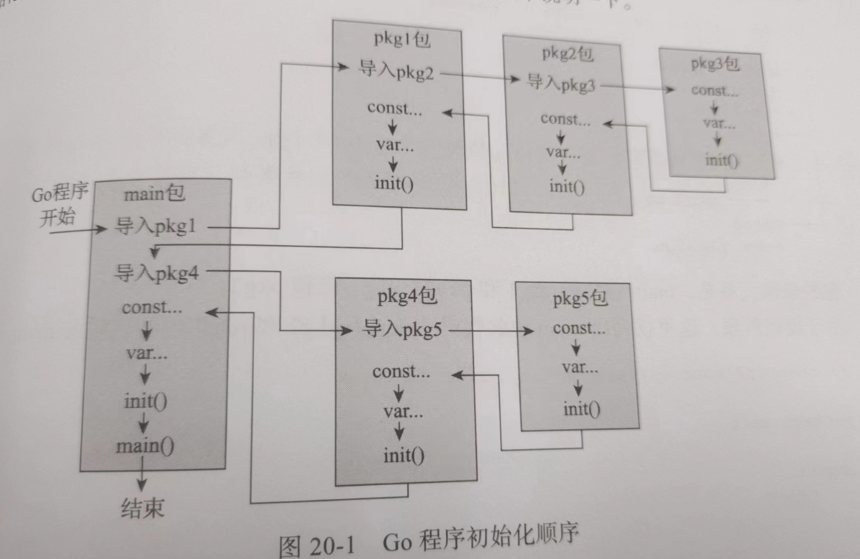 一下。
pkg1包
导入pkg2
const...
var...
init()
pkg2包
导入pkg3
const...
var...
init()
pkg3包
const...
var...
init()
Go程序
开始
main包
导入pkg1
导入pkg4
const...
var...
init()
main()
结束
pkg4包
导入pkg5
const...
var...
init()
pkg5包
const...
var...
init()
图 20-1 Go 程序初始化顺序